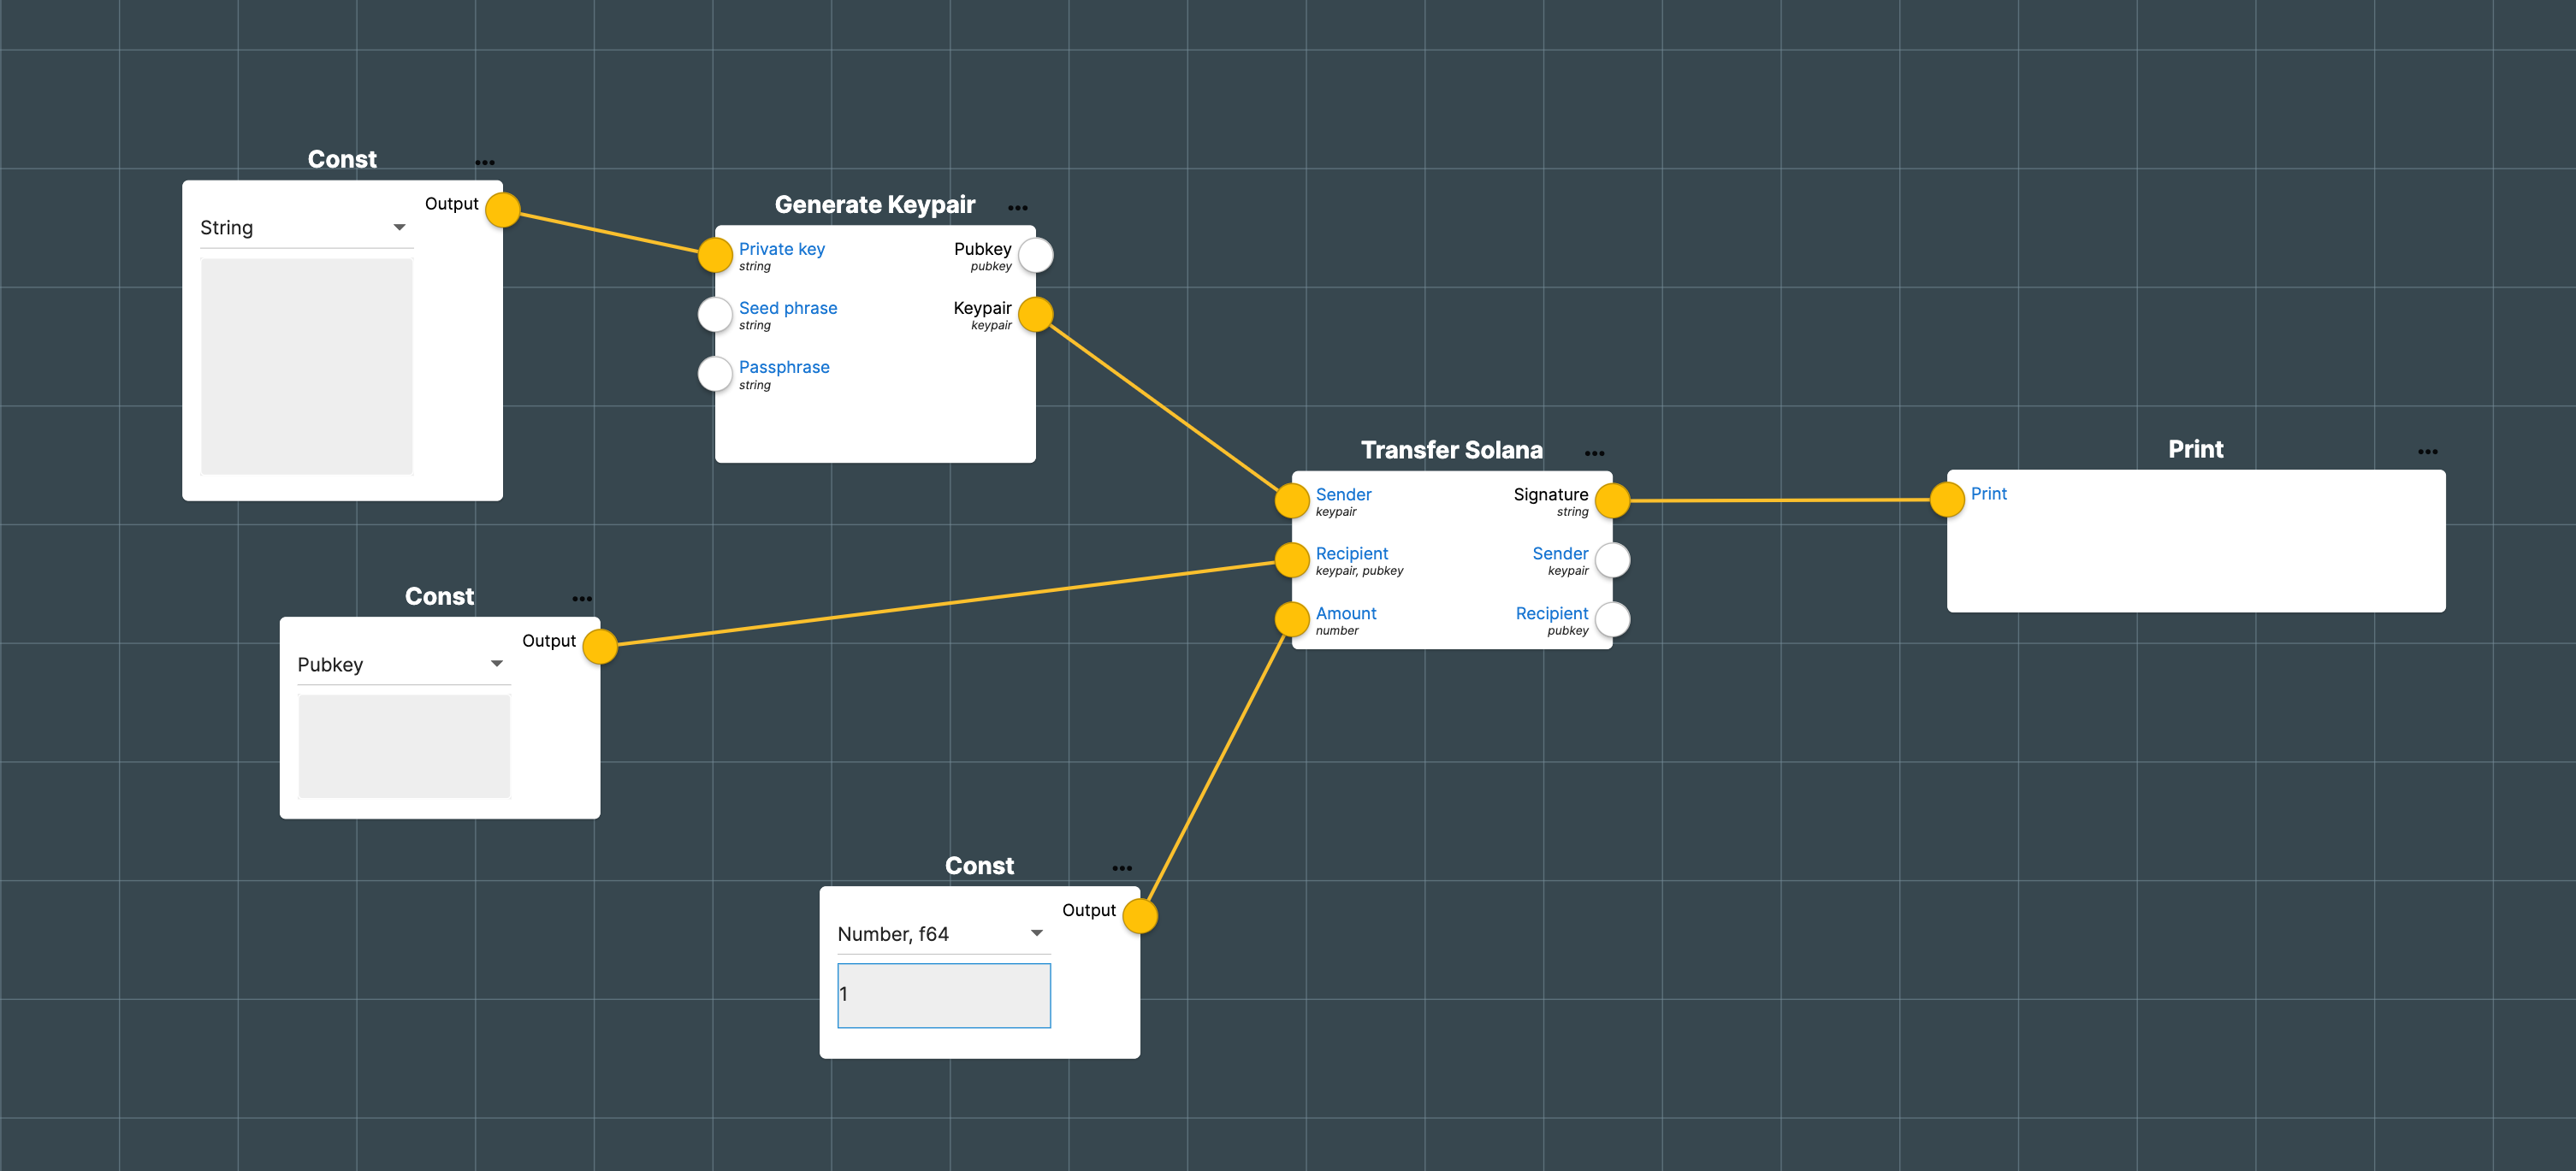 Const
...
Output
String
Generate Keypair
...
Private key
string
Pubkey
pubkey
Seed phrase
string
Keypair
keypair
Passphrase
string
Transfer Solana
...
Sender
keypair
Signature
string
Recipient
keypair, pubkey
Sender
keypair
Amount
number
Recipient
pubkey
Print
...
Print
Const
...
Output
Pubkey
Const
...
Output
Number, f64
1